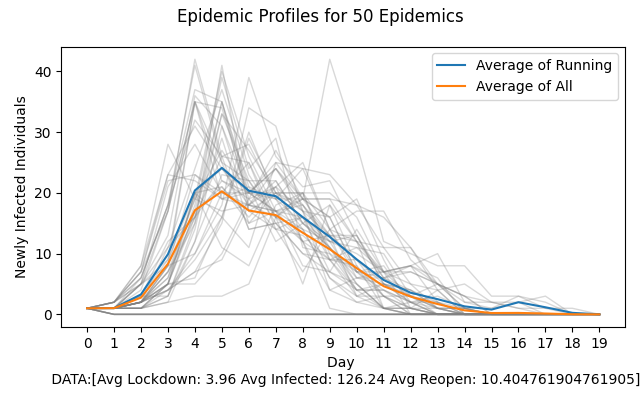 Epidemic Profiles for 50 Epidemics
Average of Running
Average of All
Newly Infected Individuals
40
30
20
10
0
0 1 2 3 4 5 6 7 8 9 10 11 12 13 14 15 16 17 18 19
Day
DATA:[Avg Lockdown: 3.96 Avg Infected: 126.24 Avg Reopen: 10.404761904761905]